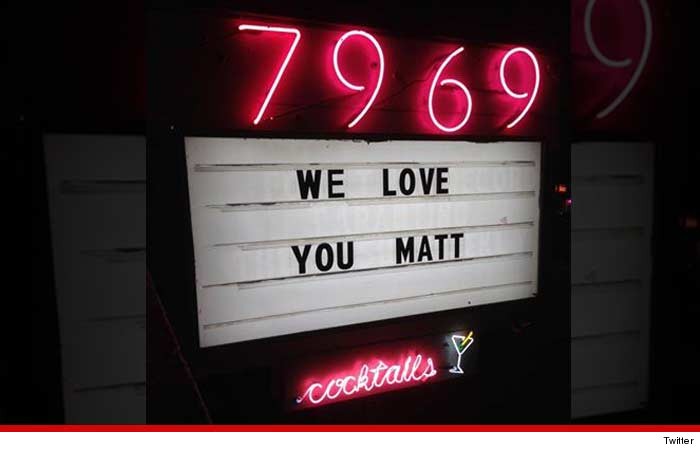 7969
WE LOVE
YOU MATT
cocktails
Twitter